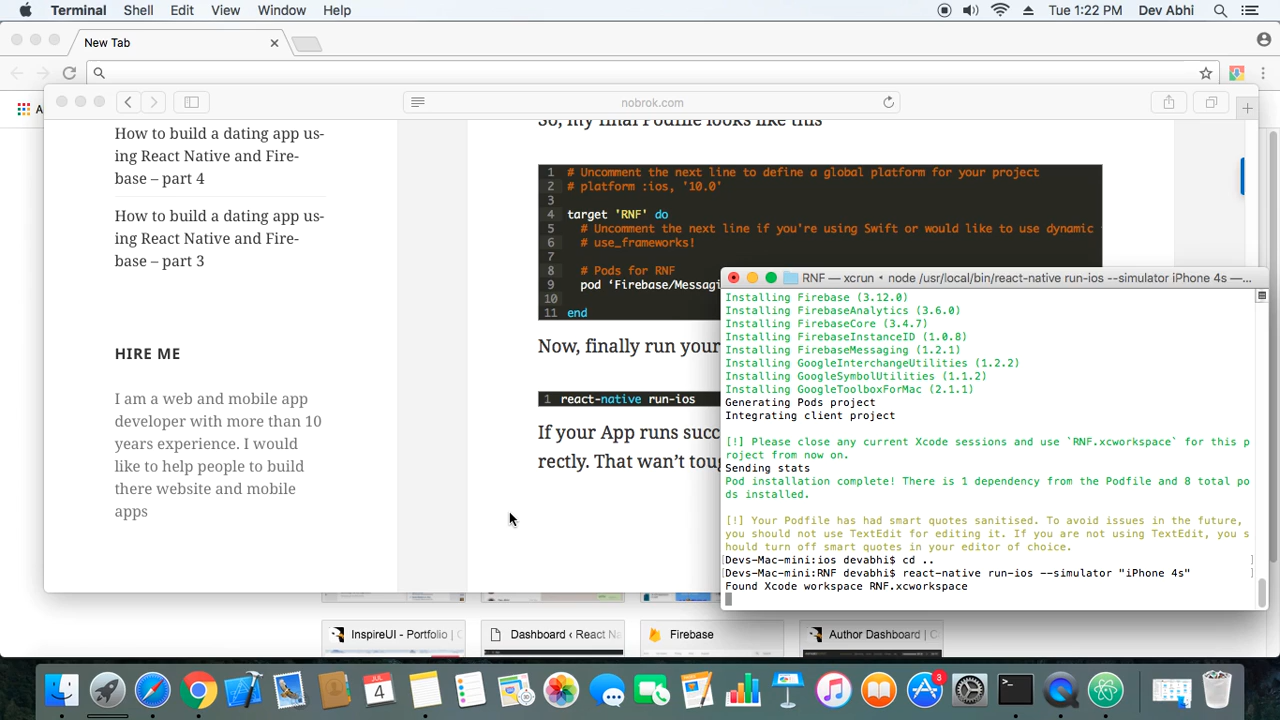 Terminal Shell Edit View Window Help Tue 1:22 PM Dev Abhi
New Tab
nobrok.com
A
How to build a dating app us-
ing React Native and Fire-
base – part 4
How to build a dating app us-
ing React Native and Fire-
base – part 3
HIRE ME
I am a web and mobile app
developer with more than 10
years experience. I would
like to help people to build
there website and mobile
apps
So, my final Podfile looks like this
1 # Uncomment the next line to define a global platform for your project
2 # platform :ios, '10.0'
3
4 target 'RNF' do
5 # Uncomment the next line if you're using Swift or would like to use dynamic
6 # use_frameworks!
7
8 # Pods for RNF
9 pod ‘Firebase/Messagi
10
11 end
Now, finally run your
1 react-native run-ios
If your App runs succ
rectly. That wan’t toug
RNF — xcrun • node /usr/local/bin/react-native run-ios --simulator iPhone 4s —...
Installing Firebase (3.12.0)
Installing FirebaseAnalytics (3.6.0)
Installing FirebaseCore (3.4.7)
Installing FirebaseInstanceID (1.0.8)
Installing FirebaseMessaging (1.2.1)
Installing GoogleInterchangeUtilities (1.2.2)
Installing GoogleSymbolUtilities (1.1.2)
Installing GoogleToolboxForMac (2.1.1)
Generating Pods project
Integrating client project
[!] Please close any current Xcode sessions and use `RNF.xcworkspace` for this p
roject from now on.
Sending stats
Pod installation complete! There is 1 dependency from the Podfile and 8 total po
ds installed.
[!] Your Podfile has had smart quotes sanitised. To avoid issues in the future,
you should not use TextEdit for editing it. If you are not using TextEdit, you s
hould turn off smart quotes in your editor of choice.
[Devs-Mac-mini:ios devabhi$ cd .. ]
[Devs-Mac-mini:RNF devabhi$ react-native run-ios --simulator "iPhone 4s" ]
Found Xcode workspace RNF.xcworkspace
InspireUI - Portfolio | C
Dashboard ‹ React Na
Firebase
Author Dashboard | C
JUL
4
3